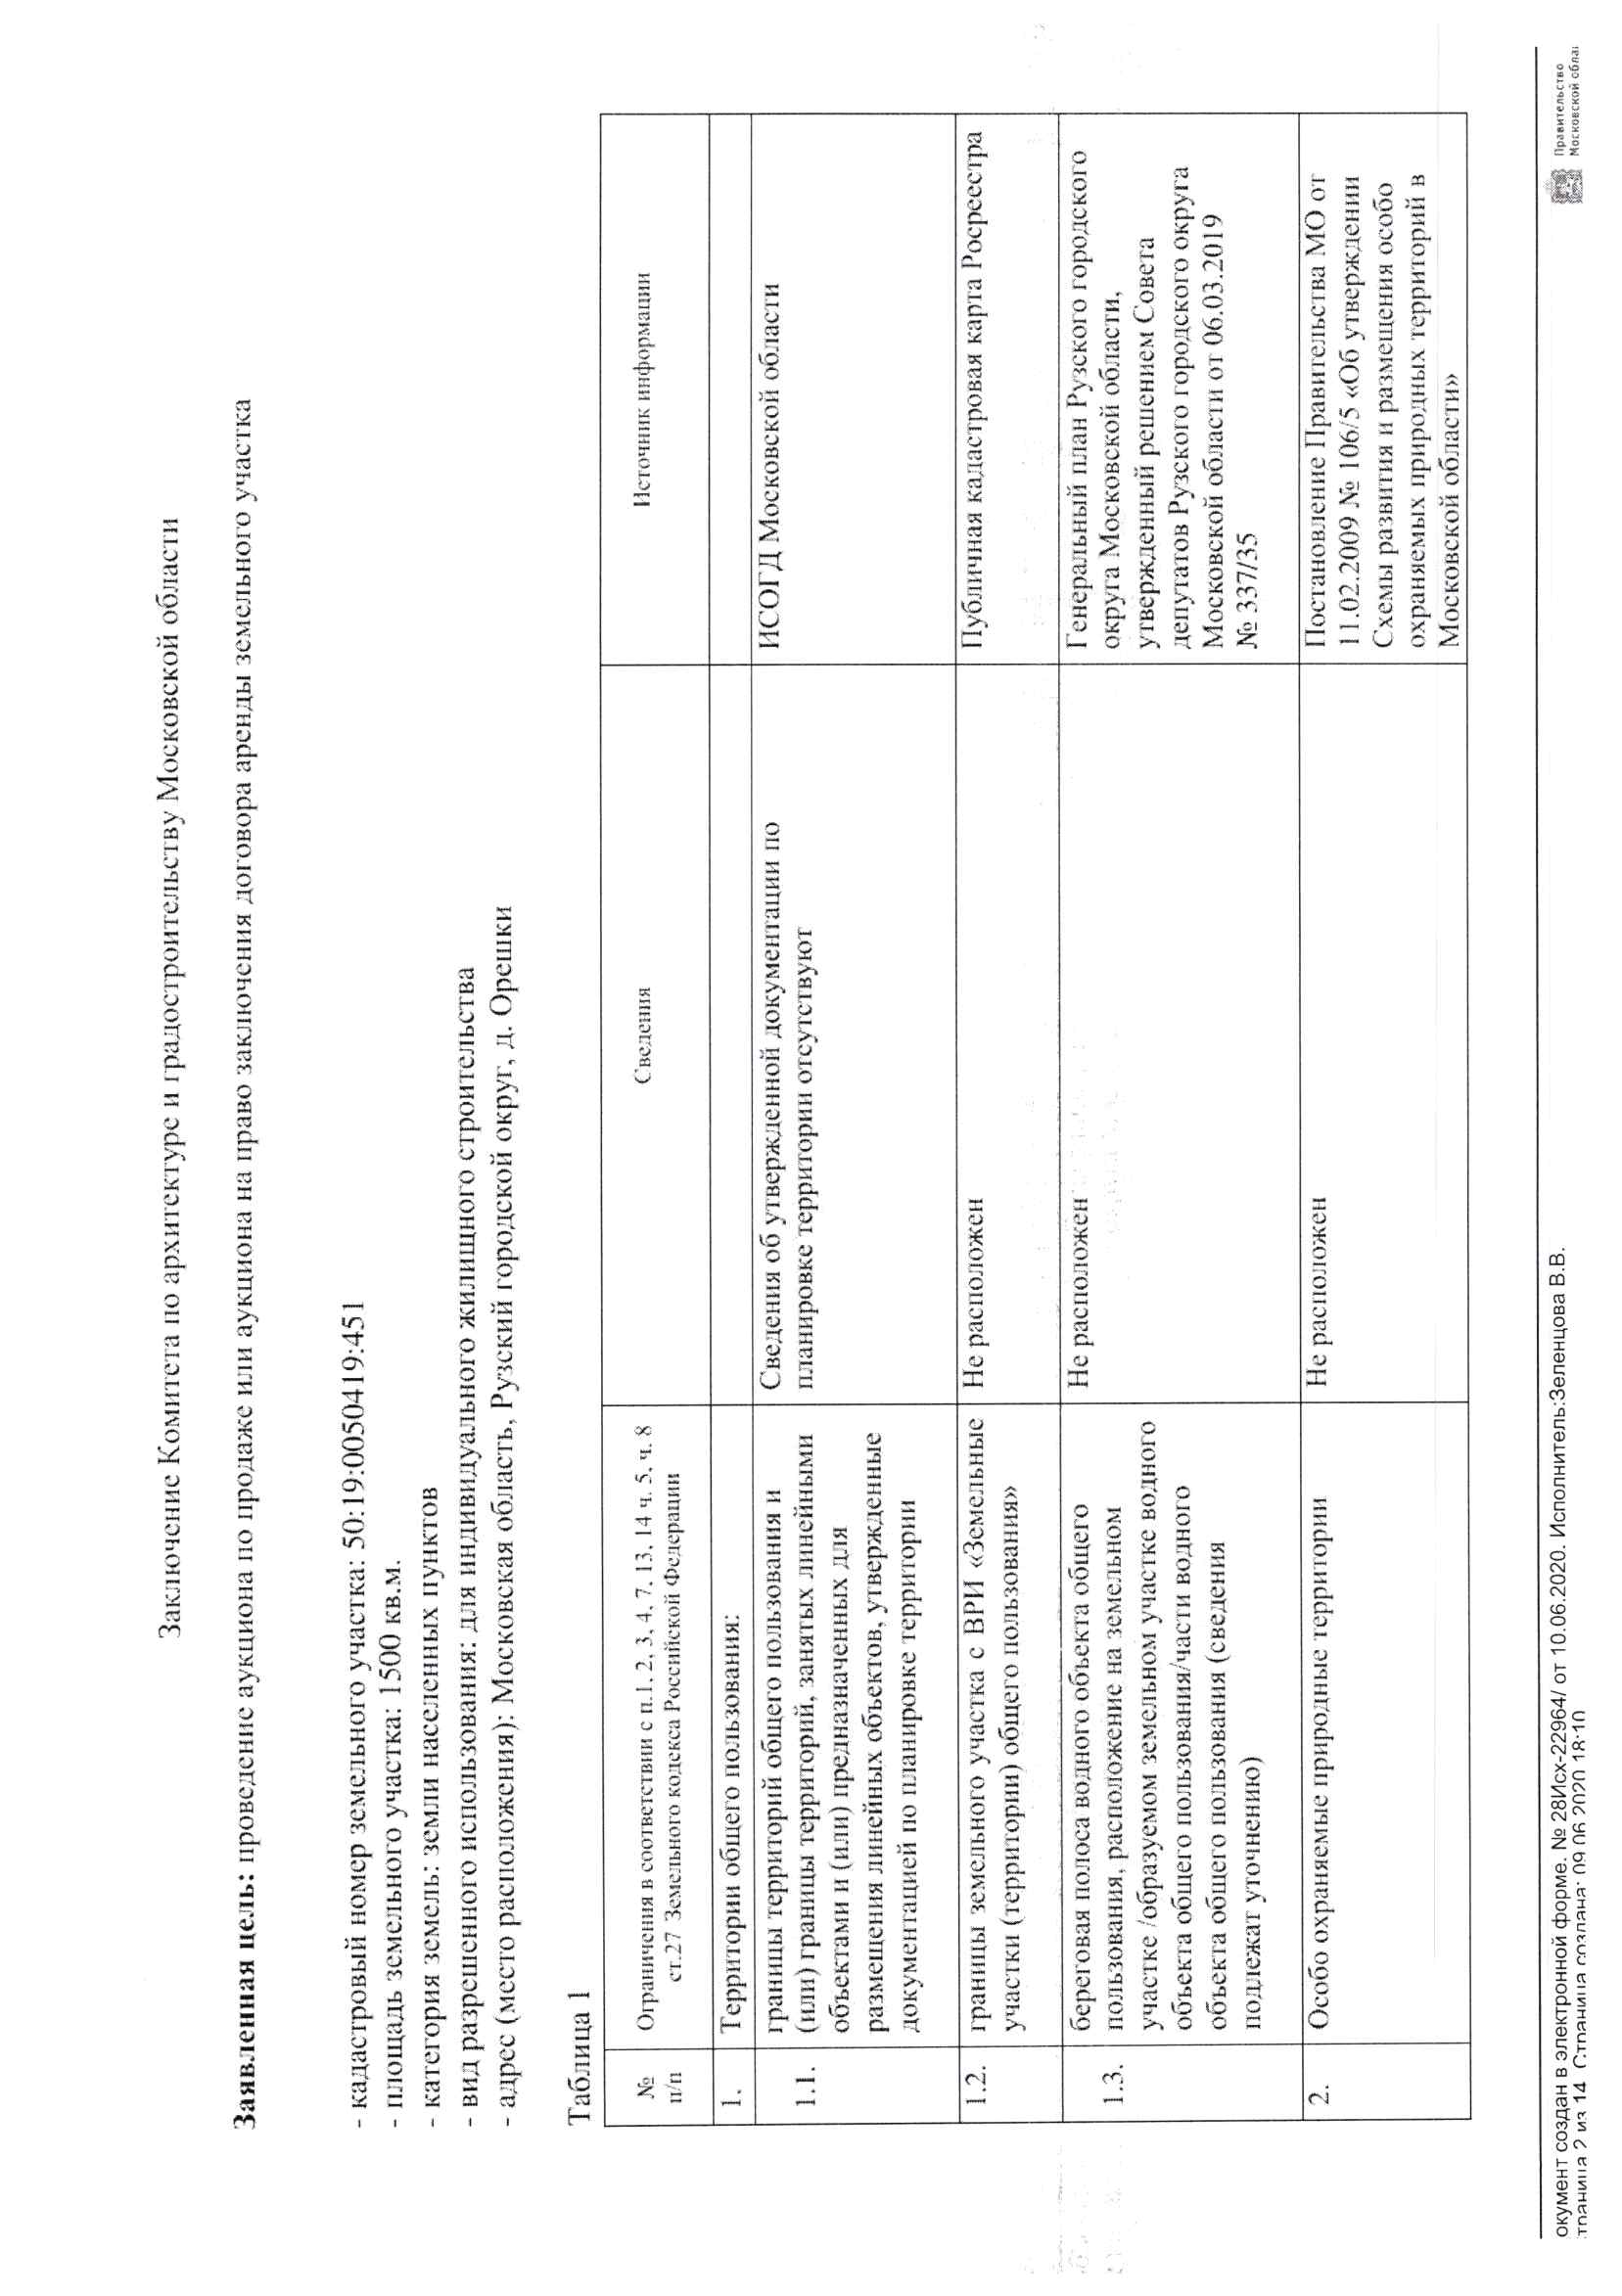 Заключение Комитета по архитектуре и градостроительству Московской области
Заявленная цель: проведение аукциона по продаже или аукциона на право заключения договора аренды земельного участка
- кадастровый номер земельного участка: 50:19:0050419:451
- площадь земельного участка: 1500 кв.м.
- категория земель: земли населенных пунктов
- вид разрешенного использования: для индивидуального жилищного строительства
- адрес (место расположения): Московская область, Рузский городской округ, д. Орешки
Таблица 1
№
п/п
Ограничения в соответствии с п.1, 2, 3, 4, 7, 13, 14 ч. 5, ч. 8
ст.27 Земельного кодекса Российской Федерации
Сведения
Источник информации
1.
Территории общего пользования:
1.1.
границы территорий общего пользования и
(или) границы территорий, занятых линейными
объектами и (или) предназначенных для
размещения линейных объектов, утвержденные
документацией по планировке территории
Сведения об утвержденной документации по
планировке территории отсутствуют
ИСОГД Московской области
1.2.
границы земельного участка с ВРИ «Земельные
участки (территории) общего пользования»
Не расположен
Публичная кадастровая карта Росреестра
1.3.
береговая полоса водного объекта общего
пользования, расположение на земельном
участке /образуемом земельном участке водного
объекта общего пользования/части водного
объекта общего пользования (сведения
подлежат уточнению)
Не расположен
Генеральный план Рузского городского
округа Московской области,
утвержденный решением Совета
депутатов Рузского городского округа
Московской области от 06.03.2019
№ 337/35
2.
Особо охраняемые природные территории
Не расположен
Постановление Правительства МО от
11.02.2009 № 106/5 «Об утверждении
Схемы развития и размещения особо
охраняемых природных территорий в
Московской области»
окумент создан в электронной форме. № 28Исх-22964/ от 10.06.2020. Исполнитель:Зеленцова В.В.
траница 2 из 14. Страница создана: 09.06.2020 18:10
Правительство
Московской облас